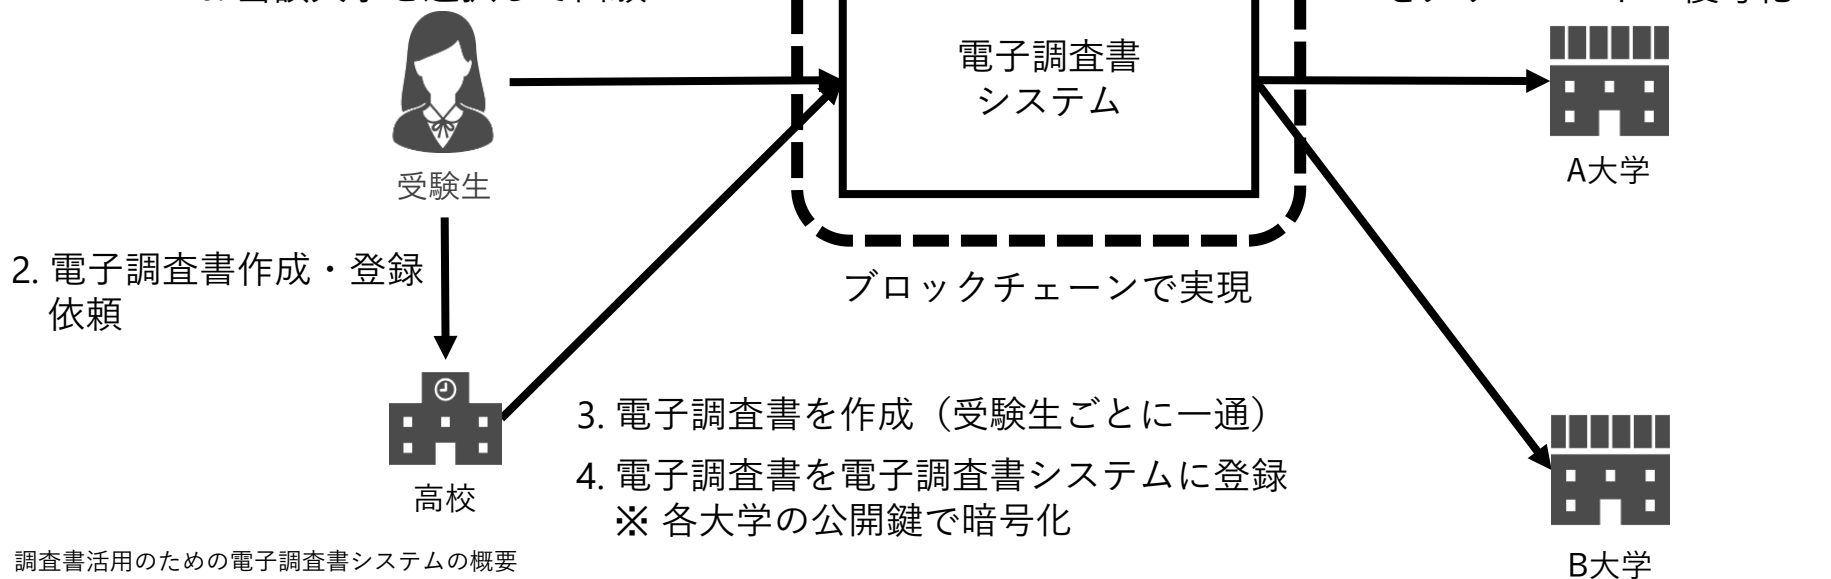 電子調査書
システム
A大学
受験生
2. 電子調査書作成・登録
依頼
ブロックチェーンで実現
3. 電子調査書を作成（受験生ごとに一通）
4. 電子調査書を電子調査書システムに登録
※ 各大学の公開鍵で暗号化
高校
B大学
調査書活用のための電子調査書システムの概要